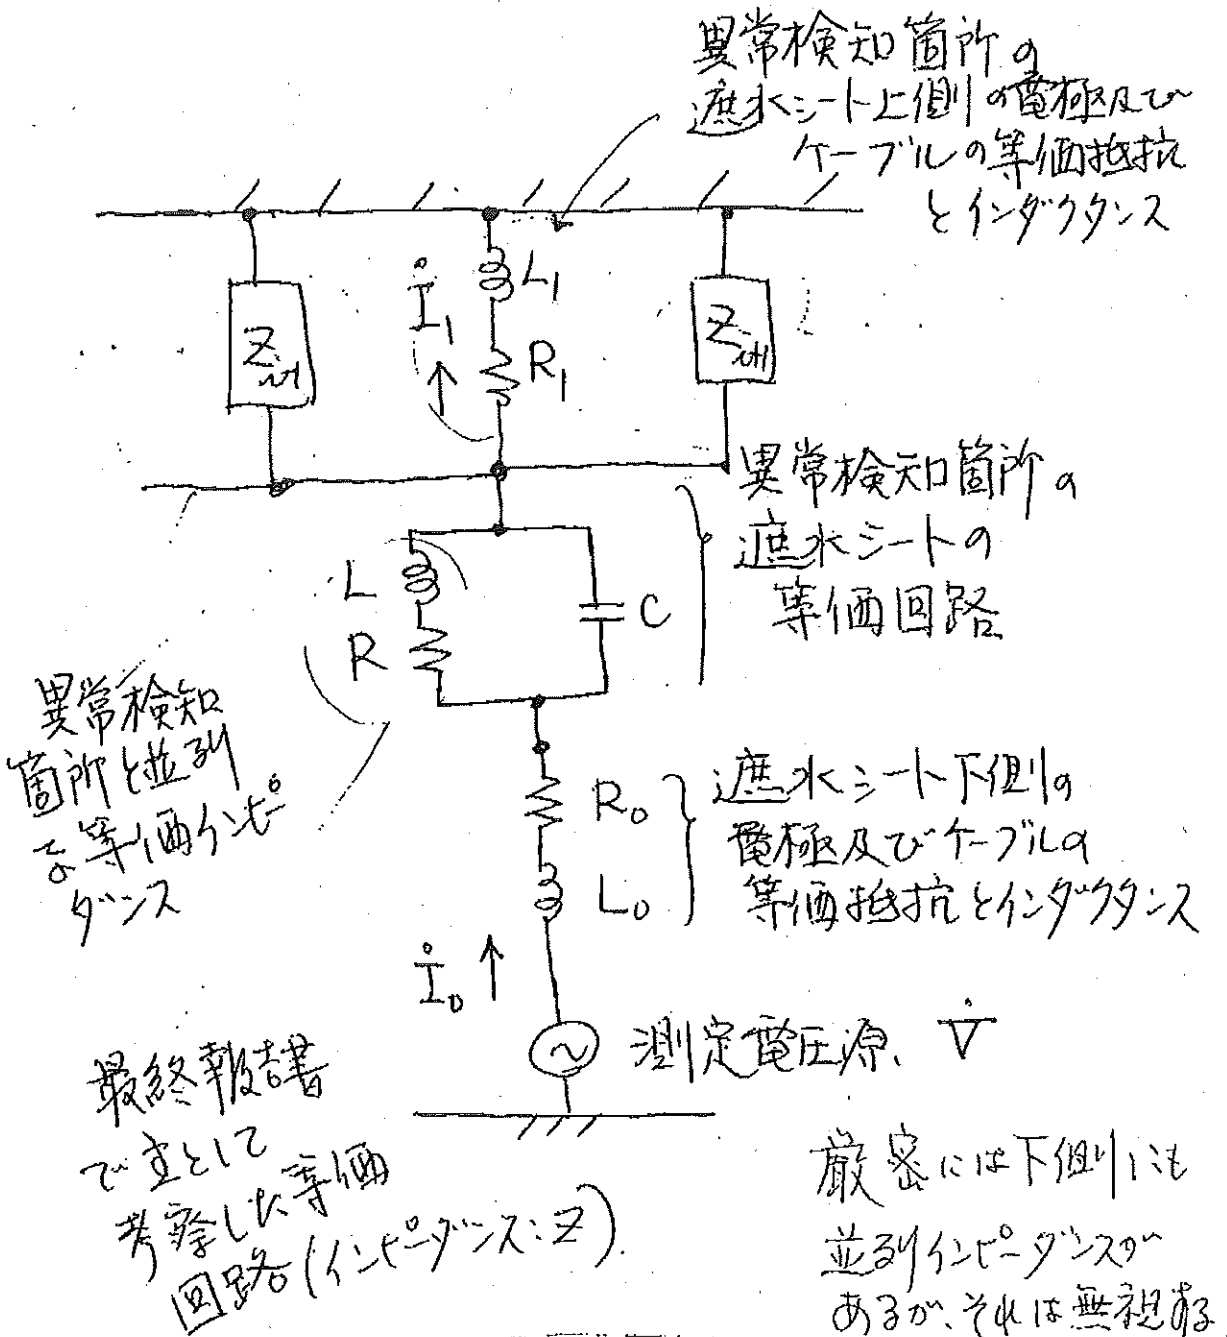 異常検知箇所の
遮水シート上側の電極及び
ケーブルの等価抵抗
とインダクタンス
L₁
İ₁
R₁
Z
Z
異常検知箇所の
遮水シートの
等価回路
L
C
R
異常検知
箇所と並列
な等価インピー
ダンス
R₀
L₀
遮水シート下側の
電極及びケーブルの
等価抵抗とインダクタンス
İ₀
測定電圧源、V̇
最終報告書
で主として
考察した等価
回路(インピーダンス:Z)
厳密には下側にも
並列インピーダンスが
あるが、それは無視する